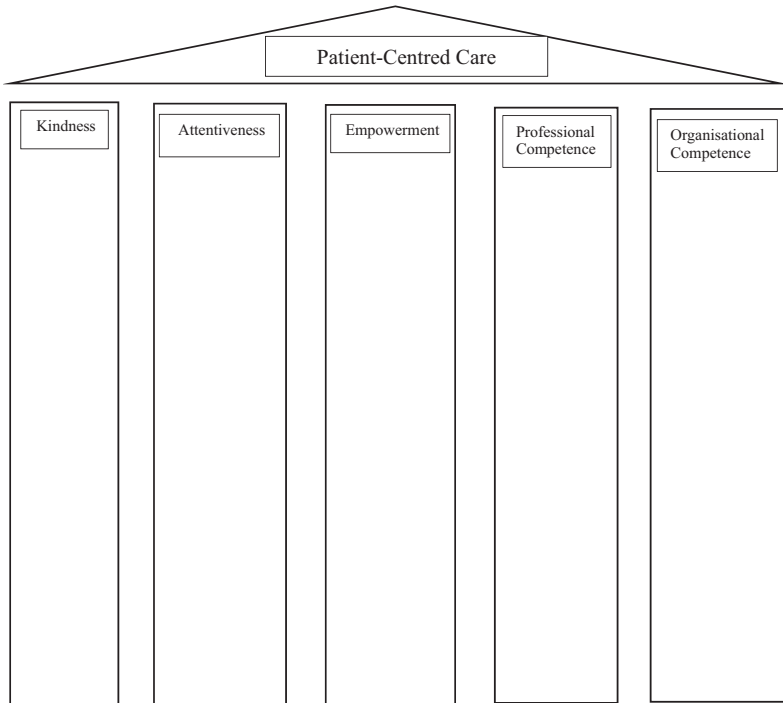 Patient-Centred Care
Kindness
Attentiveness
Empowerment
Professional
Competence
Organisational
Competence